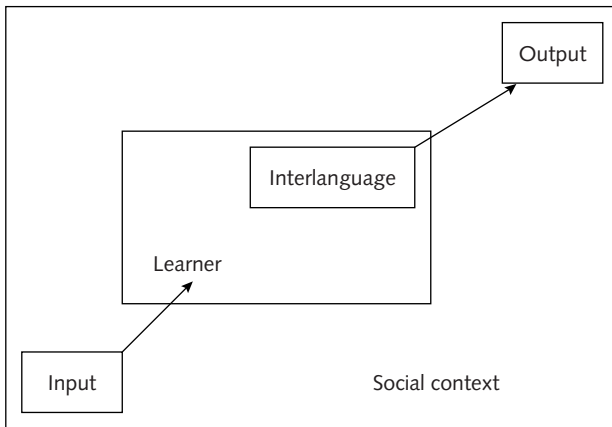 Output
Interlanguage
Learner
Input
Social context